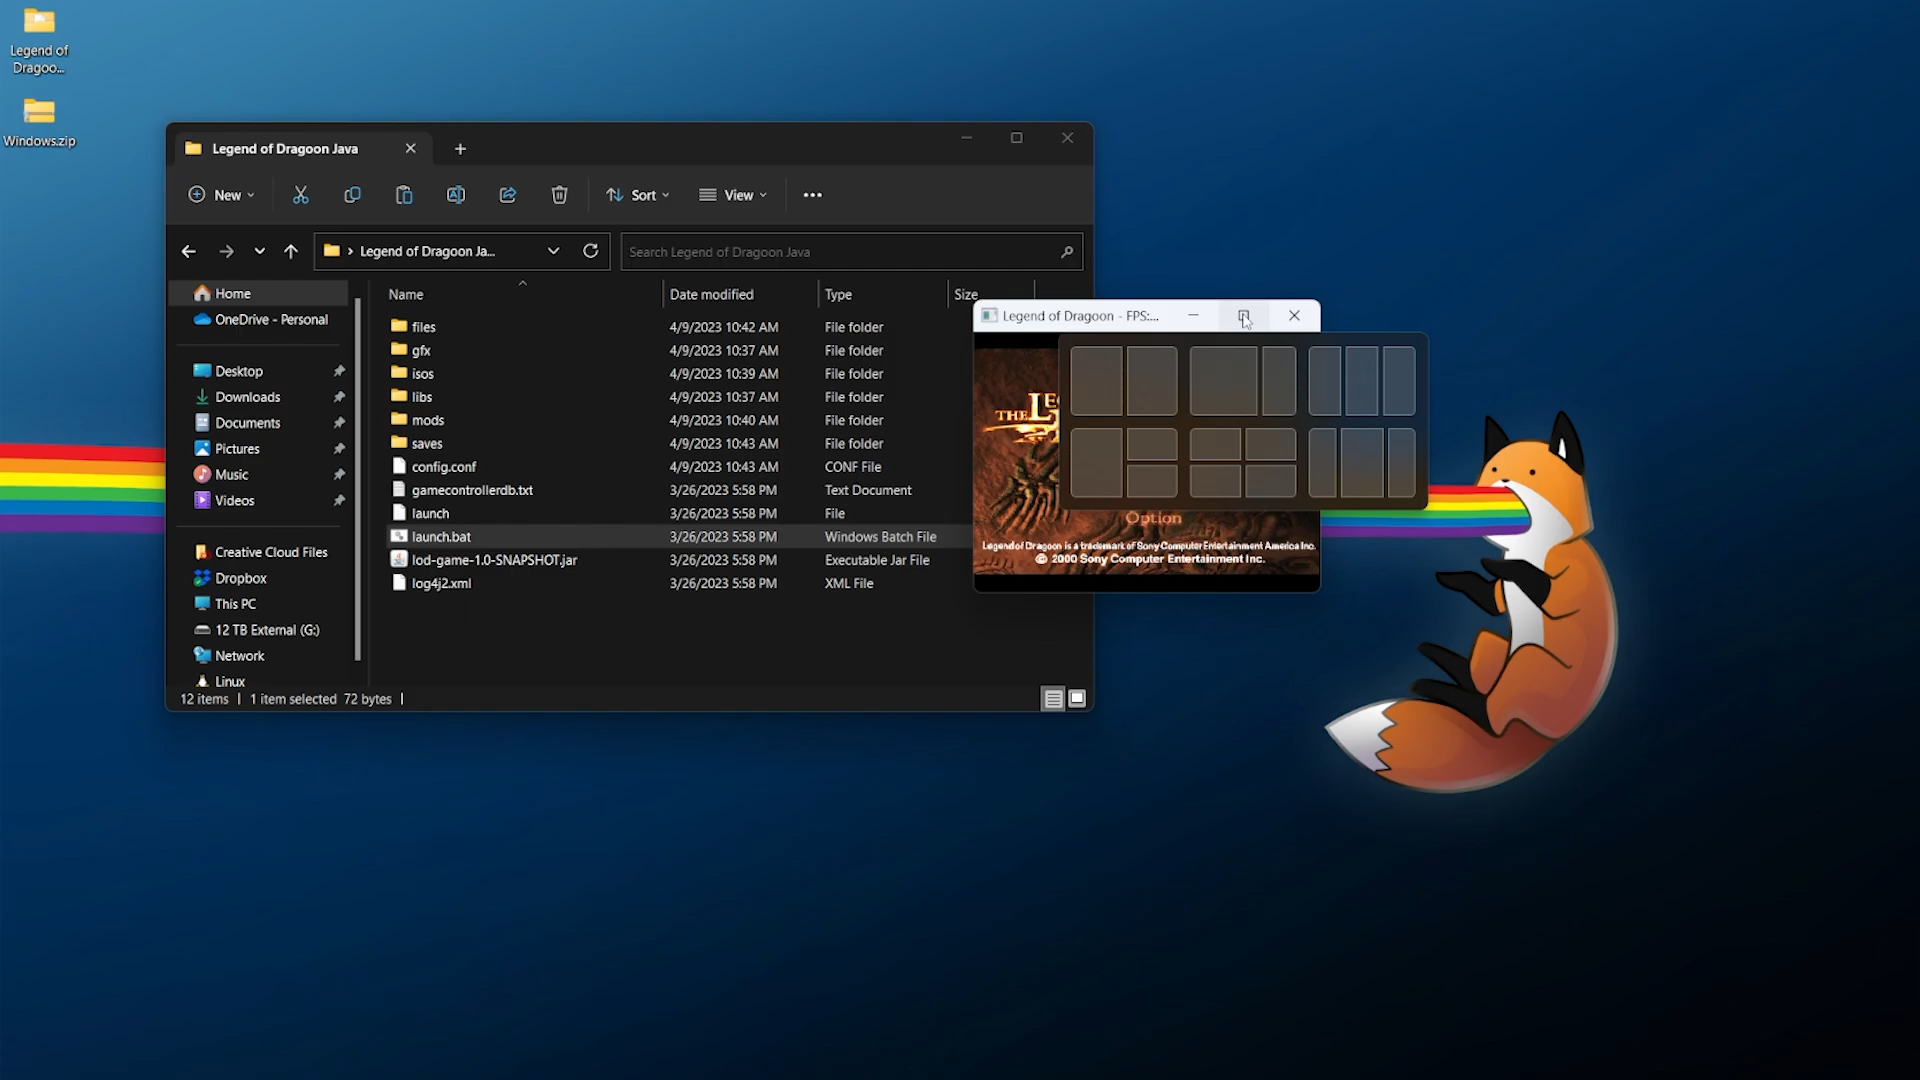 Legend of
Dragoo...
Windows.zip
Legend of Dragoon Java
New
Sort
View
Legend of Dragoon Ja...
Search Legend of Dragoon Java
Home
OneDrive - Personal
Desktop
Downloads
Documents
Pictures
Music
Videos
Creative Cloud Files
Dropbox
This PC
12 TB External (G:)
Network
Linux
Name Date modified Type Size
files 4/9/2023 10:42 AM File folder
gfx 4/9/2023 10:37 AM File folder
isos 4/9/2023 10:39 AM File folder
libs 4/9/2023 10:37 AM File folder
mods 4/9/2023 10:40 AM File folder
saves 4/9/2023 10:43 AM File folder
config.conf 4/9/2023 10:43 AM CONF File
gamecontrollerdb.txt 3/26/2023 5:58 PM Text Document
launch 3/26/2023 5:58 PM File
launch.bat 3/26/2023 5:58 PM Windows Batch File
lod-game-1.0-SNAPSHOT.jar 3/26/2023 5:58 PM Executable Jar File
log4j2.xml 3/26/2023 5:58 PM XML File
12 items 1 item selected 72 bytes
Legend of Dragoon - FPS:...
THE LE
Option
Legend of Dragoon is a trademark of Sony Computer Entertainment America Inc.
© 2000 Sony Computer Entertainment Inc.